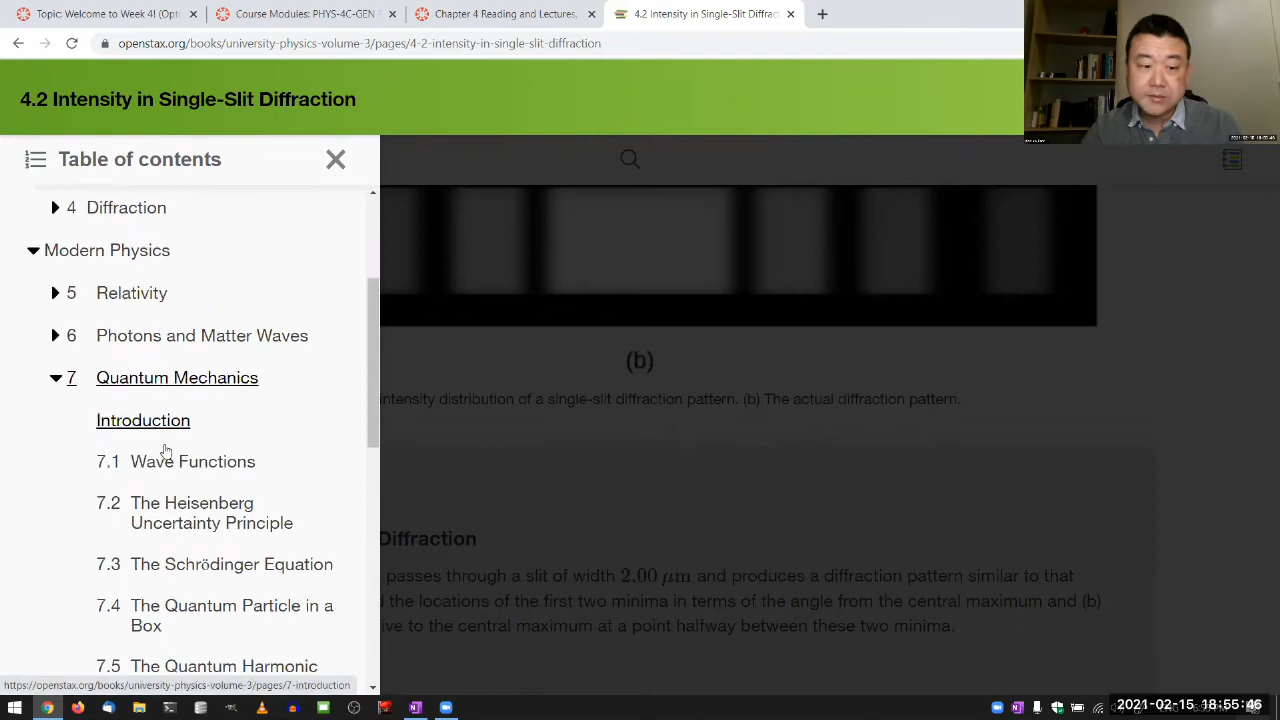 Topic: Welcome to Week 4 (Opti
Course Modules: PHYS-4CGEN
Chapter 4 Reading and Lectures,
4.2 Intensity in Single-Slit Diffrac
openstax.org/books/university-physics-volume-3/pages/4-2-intensity-in-single-slit-diffraction
4.2 Intensity in Single-Slit Diffraction
Table of contents
4 Diffraction
Modern Physics
5 Relativity
6 Photons and Matter Waves
7 Quantum Mechanics
Introduction
7.1 Wave Functions
7.2 The Heisenberg
Uncertainty Principle
7.3 The Schrödinger Equation
7.4 The Quantum Particle in a
Box
7.5 The Quantum Harmonic
(b)
intensity distribution of a single-slit diffraction pattern. (b) The actual diffraction pattern.
Diffraction
passes through a slit of width 2.00 μm and produces a diffraction pattern similar to that
d the locations of the first two minima in terms of the angle from the central maximum and (b)
ive to the central maximum at a point halfway between these two minima.
https://openstax.org/books/university-physics-volume-3/pages/7-introduction
2021-02-15 18:55:46
2021-02-15 18:55:46